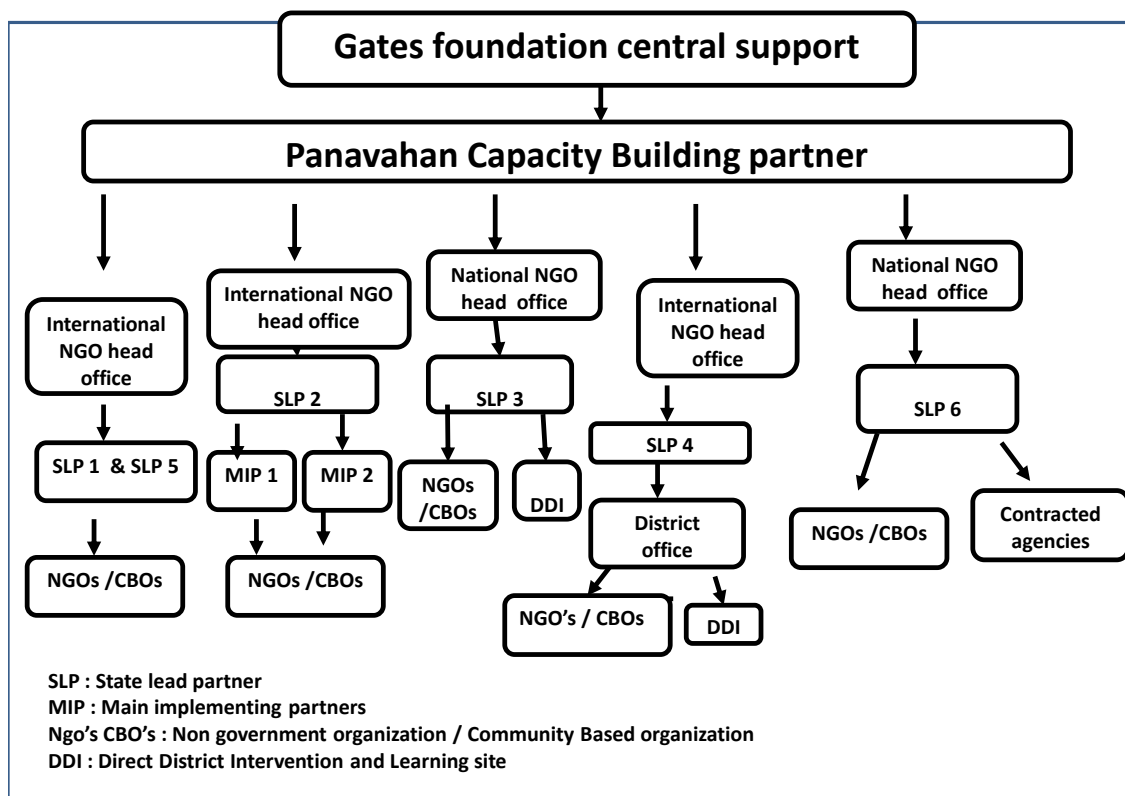 Gates foundation central support
Panavahan Capacity Building partner
International
NGO head
office
SLP 1 & SLP 5
NGOs /CBOs
International NGO
head office
SLP 2
MIP 1
MIP 2
NGOs /CBOs
National NGO
head office
SLP 3
NGOs
/CBOs
DDI
International
NGO head
office
SLP 4
District
office
NGO’s / CBOs
DDI
National NGO
head office
SLP 6
NGOs /CBOs
Contracted
agencies
SLP : State lead partner
MIP : Main implementing partners
Ngo’s CBO’s : Non government organization / Community Based organization
DDI : Direct District Intervention and Learning site